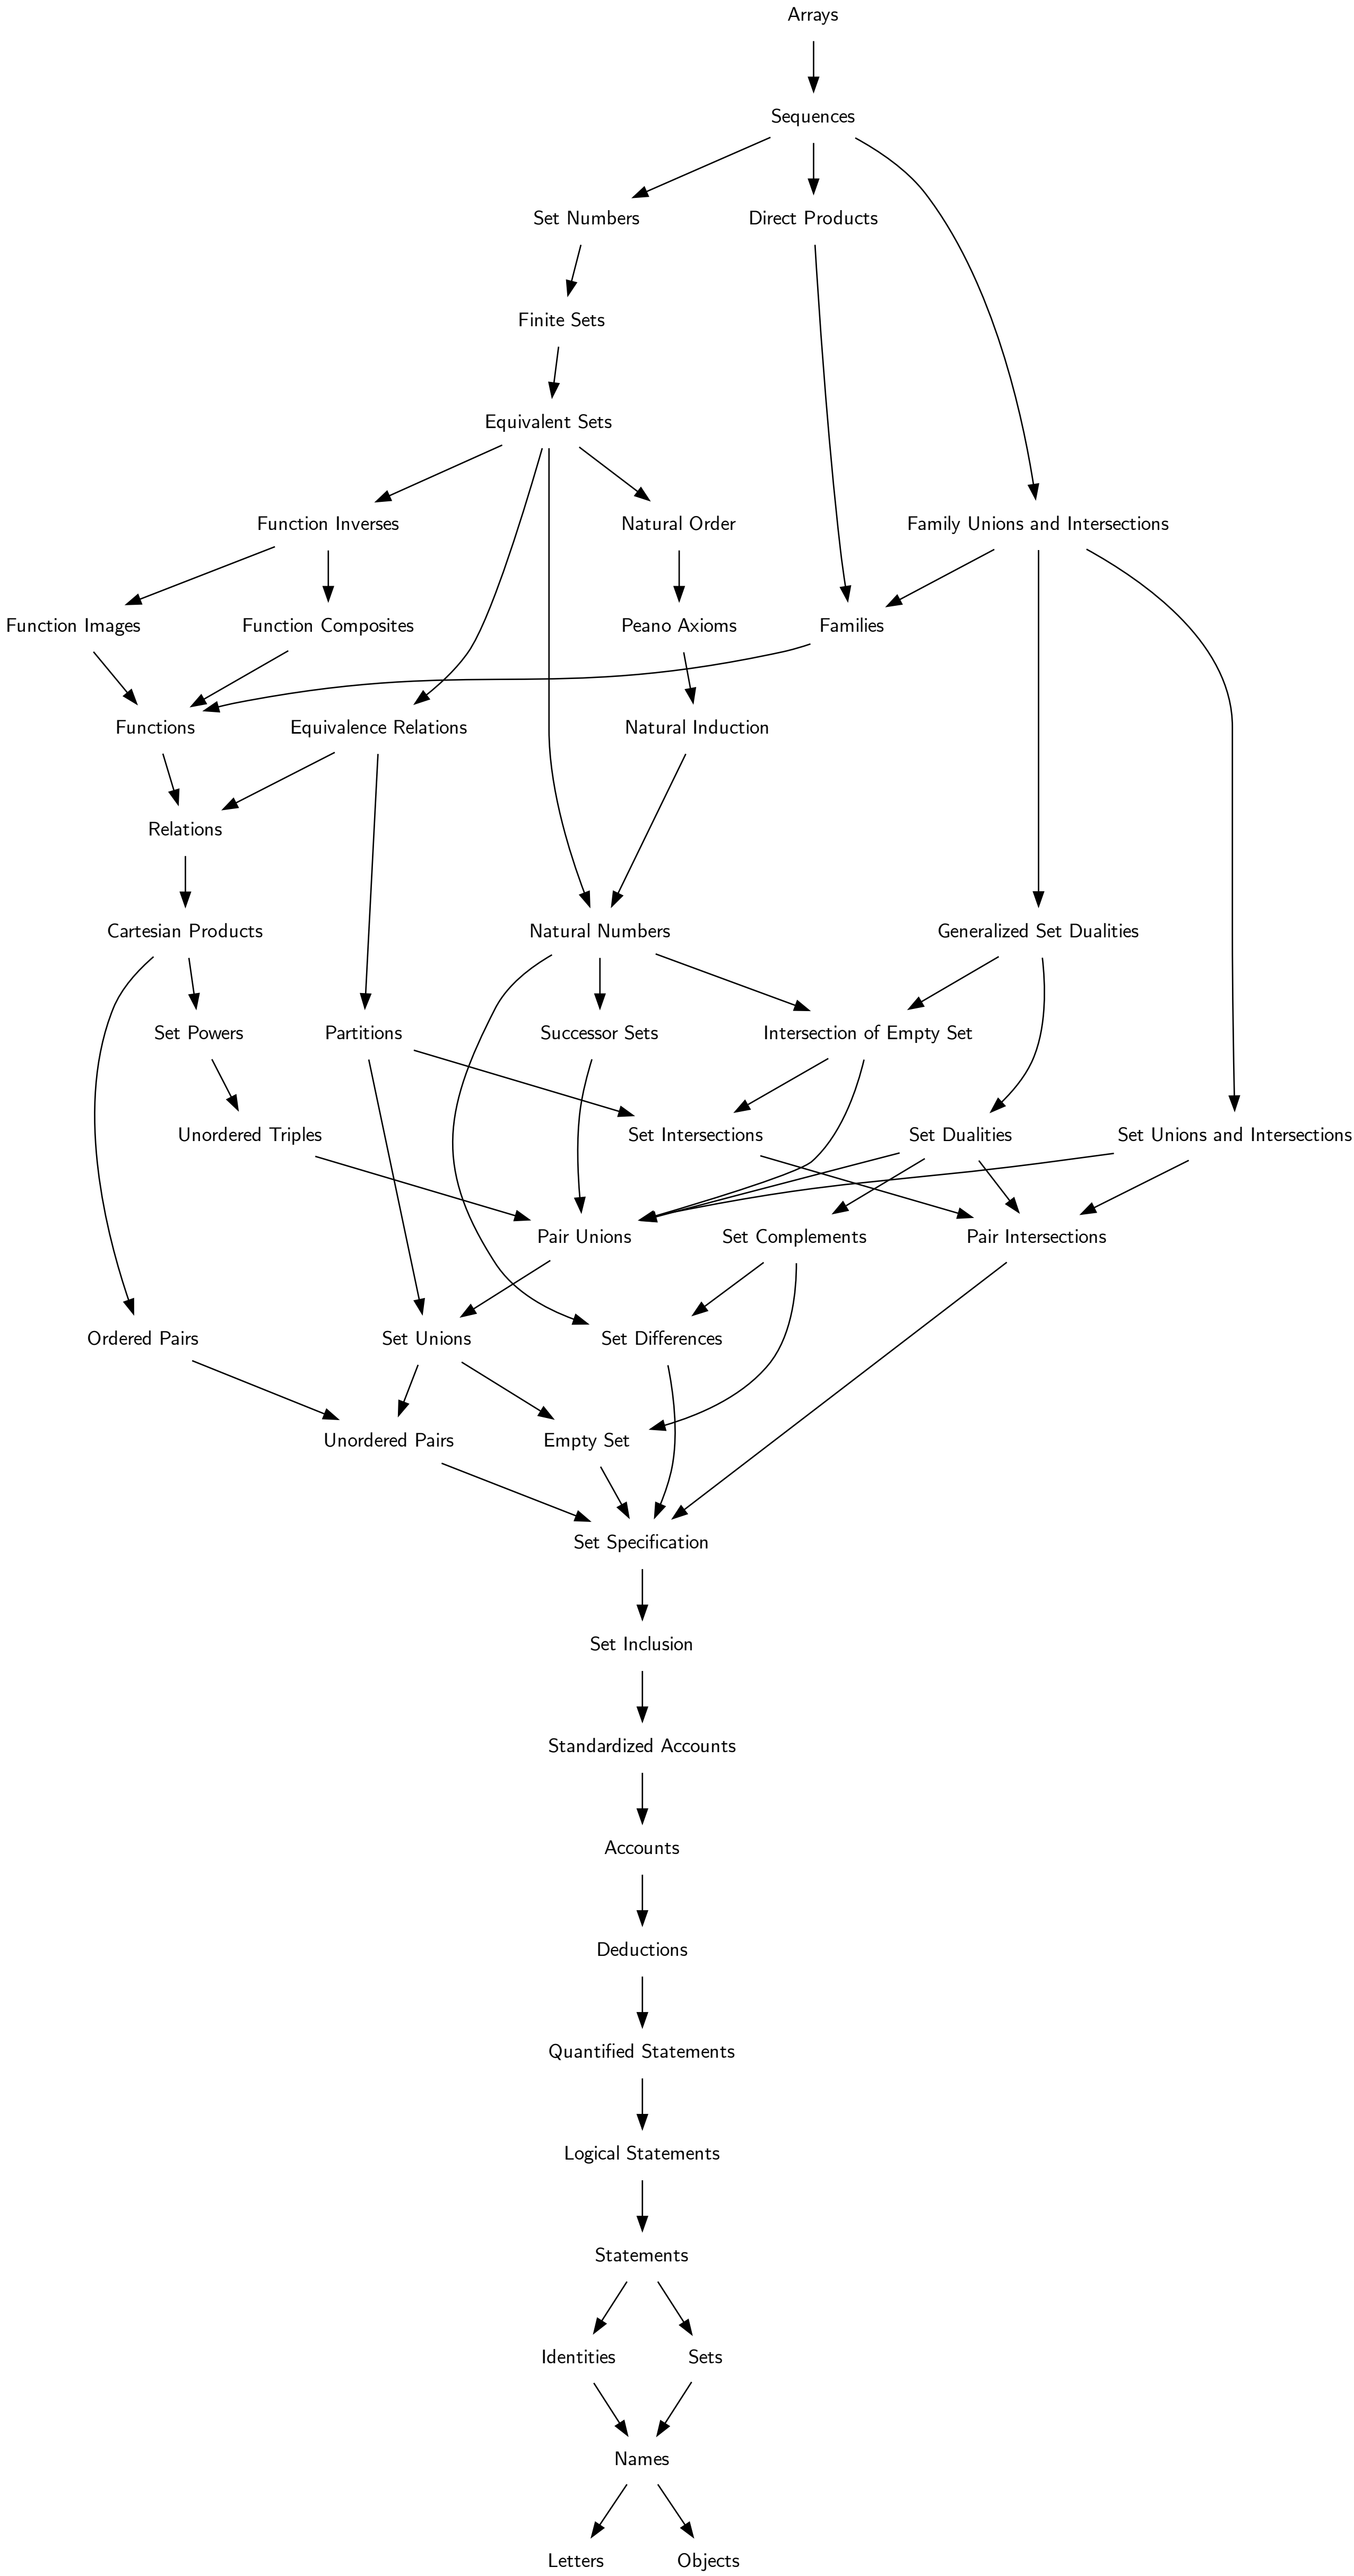 Arrays
Sequences
Set Numbers
Direct Products
Finite Sets
Equivalent Sets
Function Inverses
Natural Order
Family Unions and Intersections
Function Images
Function Composites
Peano Axioms
Families
Functions
Equivalence Relations
Natural Induction
Relations
Cartesian Products
Natural Numbers
Generalized Set Dualities
Set Powers
Partitions
Successor Sets
Intersection of Empty Set
Unordered Triples
Set Intersections
Set Dualities
Set Unions and Intersections
Pair Unions
Set Complements
Pair Intersections
Ordered Pairs
Set Unions
Set Differences
Unordered Pairs
Empty Set
Set Specification
Set Inclusion
Standardized Accounts
Accounts
Deductions
Quantified Statements
Logical Statements
Statements
Identities
Sets
Names
Letters
Objects